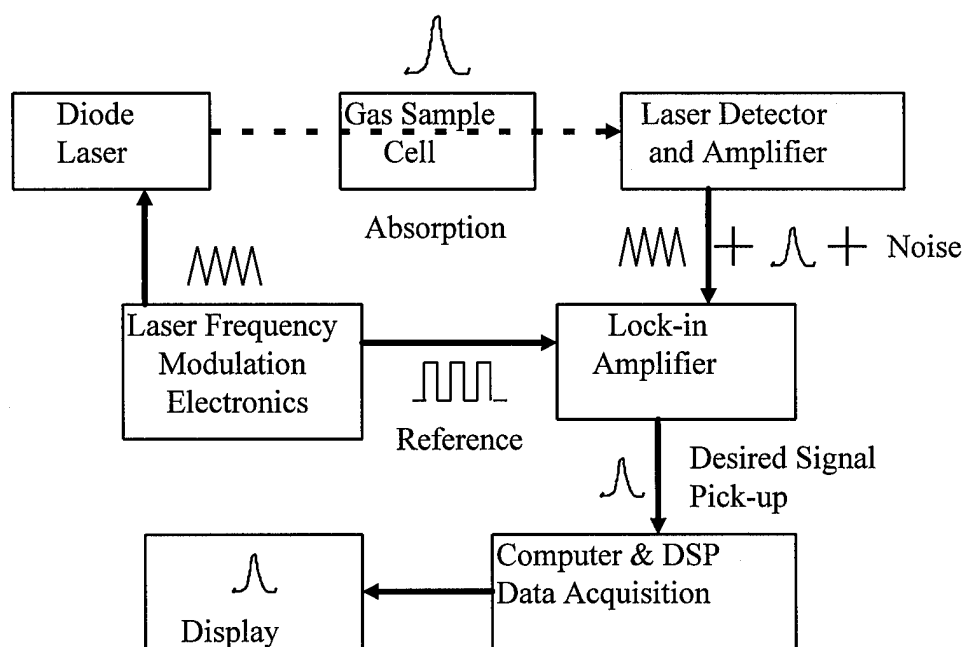 Diode
Laser
Gas Sample
Cell
Laser Detector
and Amplifier
Absorption
Noise
Laser Frequency
Modulation
Electronics
Reference
Lock-in
Amplifier
Desired Signal
Pick-up
Computer & DSP
Data Acquisition
Display